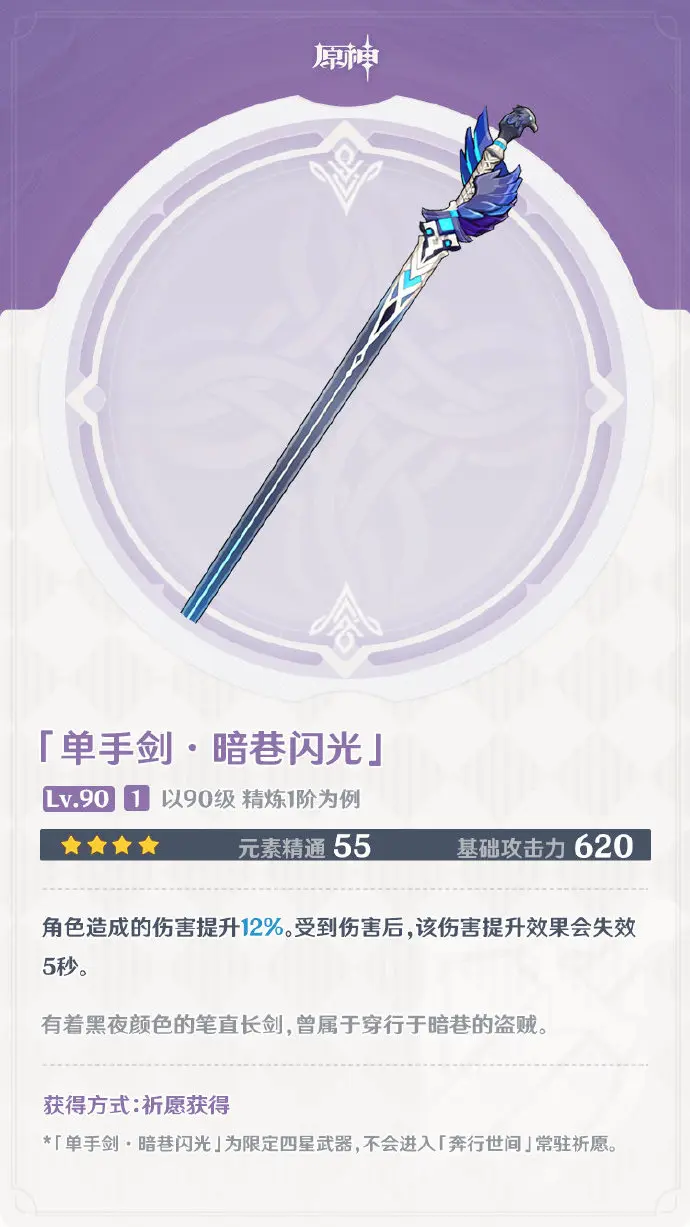 原神
「单手剑·暗巷闪光」
Lv.90 1 以90级 精炼1阶为例
元素精通 55 基础攻击力 620
角色造成的伤害提升12%。受到伤害后,该伤害提升效果会失效
5秒。
有着黑夜颜色的笔直长剑,曾属于穿行于暗巷的盗贼。
获得方式:祈愿获得
*「单手剑·暗巷闪光」为限定四星武器,不会进入「奔行世间」常驻祈愿。